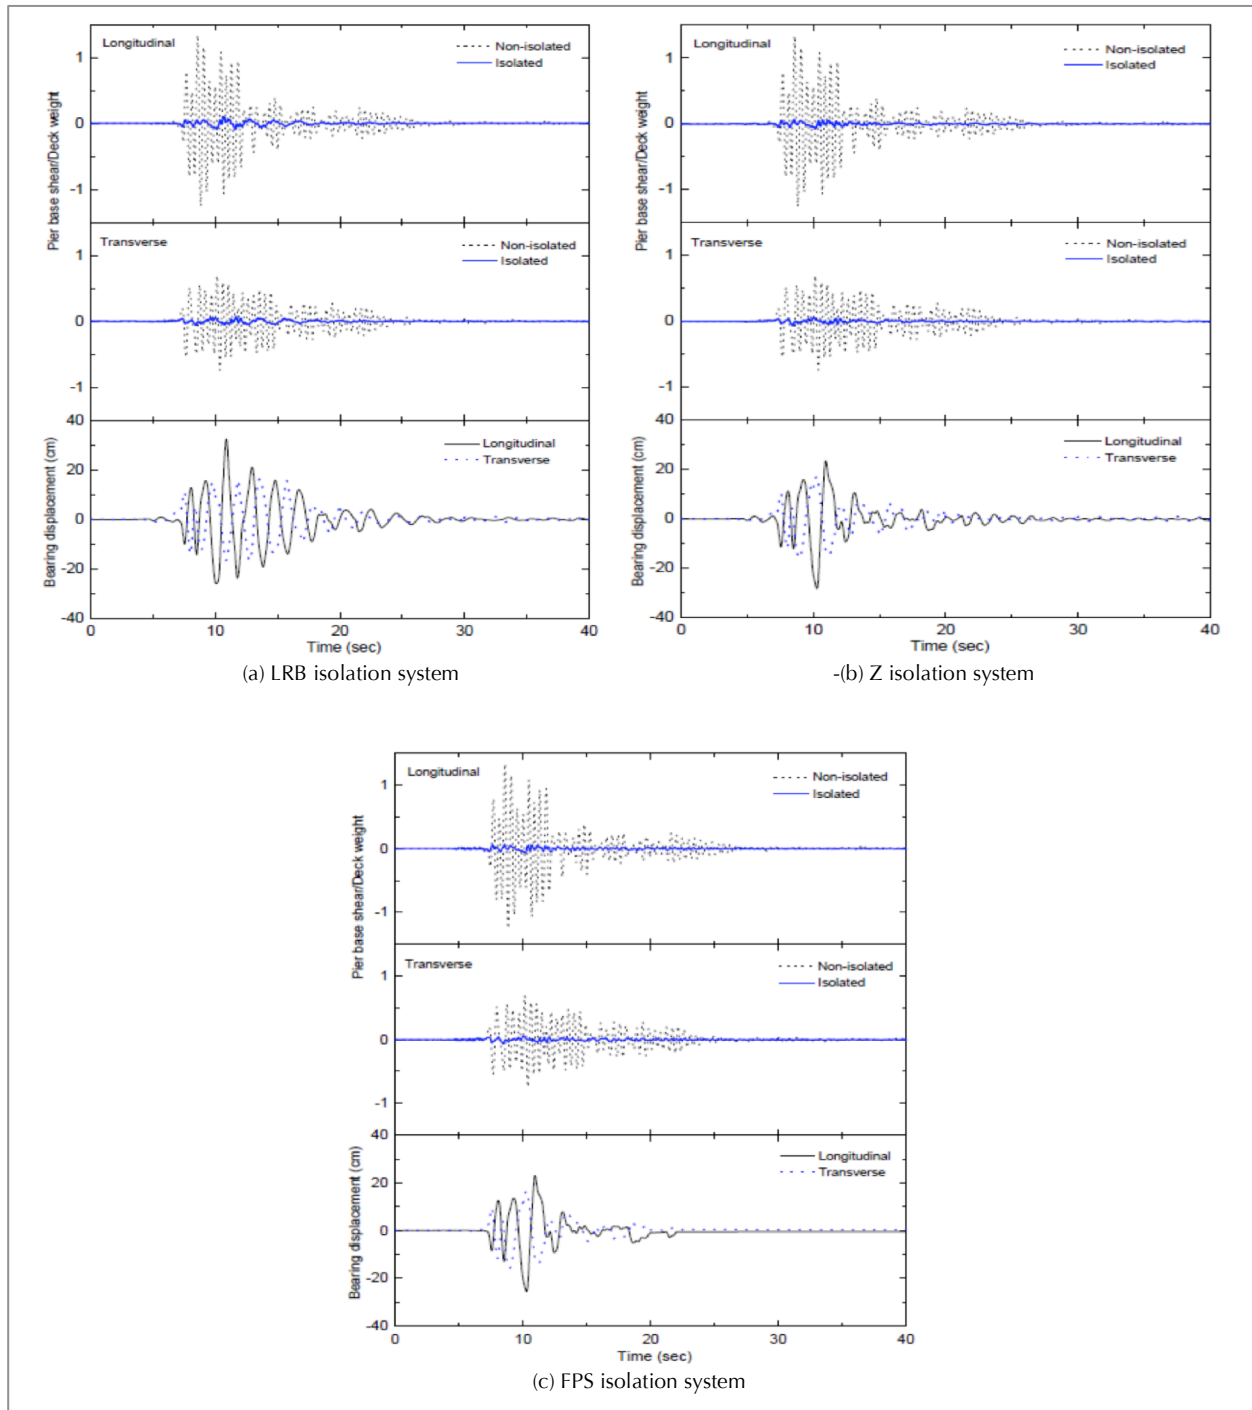 Longitudinal
Non-isolated
Isolated
1
0
-1
Pier base shear/Deck weight
Transverse
Non-isolated
Isolated
1
0
-1
40
Longitudinal
Transverse
20
0
-20
-40
Bearing displacement (cm)
0 10 20 30 40
Time (sec)
(a) LRB isolation system
Longitudinal
Non-isolated
Isolated
1
0
-1
Pier base shear/Deck weight
Transverse
Non-isolated
Isolated
1
0
-1
40
Longitudinal
Transverse
20
0
-20
-40
Bearing displacement (cm)
0 10 20 30 40
Time (sec)
-(b) Z isolation system
Longitudinal
Non-isolated
Isolated
1
0
-1
Pier base shear/Deck weight
Transverse
Non-isolated
Isolated
1
0
-1
40
Longitudinal
Transverse
20
0
-20
-40
Bearing displacement (cm)
0 10 20 30 40
Time (sec)
(c) FPS isolation system